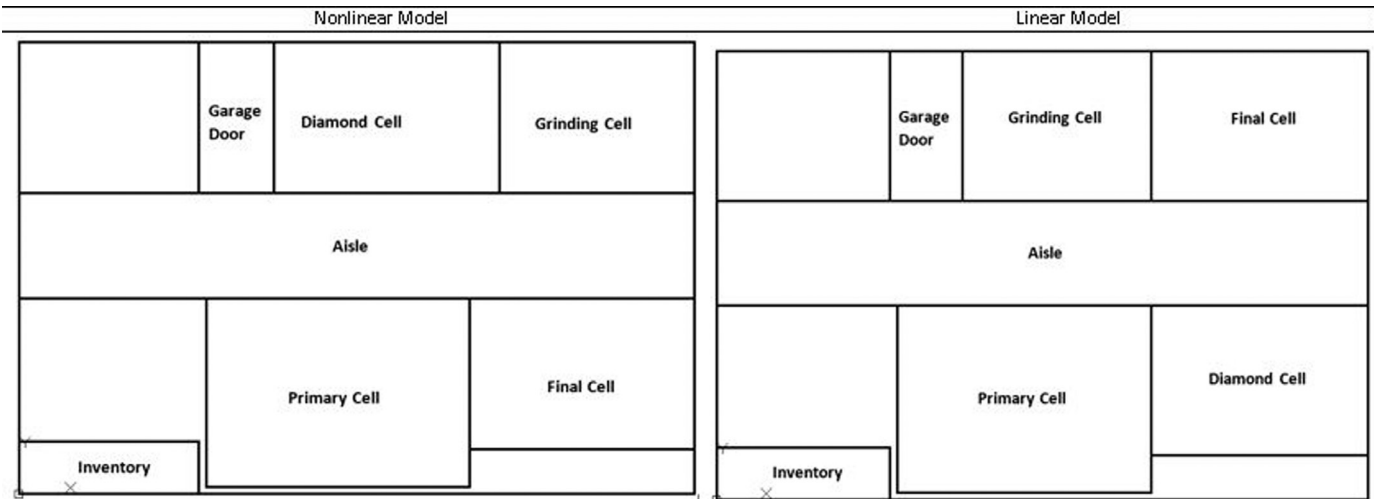 Nonlinear Model
Linear Model
Garage
Door
Diamond Cell
Grinding Cell
Aisle
Primary Cell
Final Cell
Inventory
Garage
Door
Grinding Cell
Final Cell
Aisle
Primary Cell
Diamond Cell
Inventory